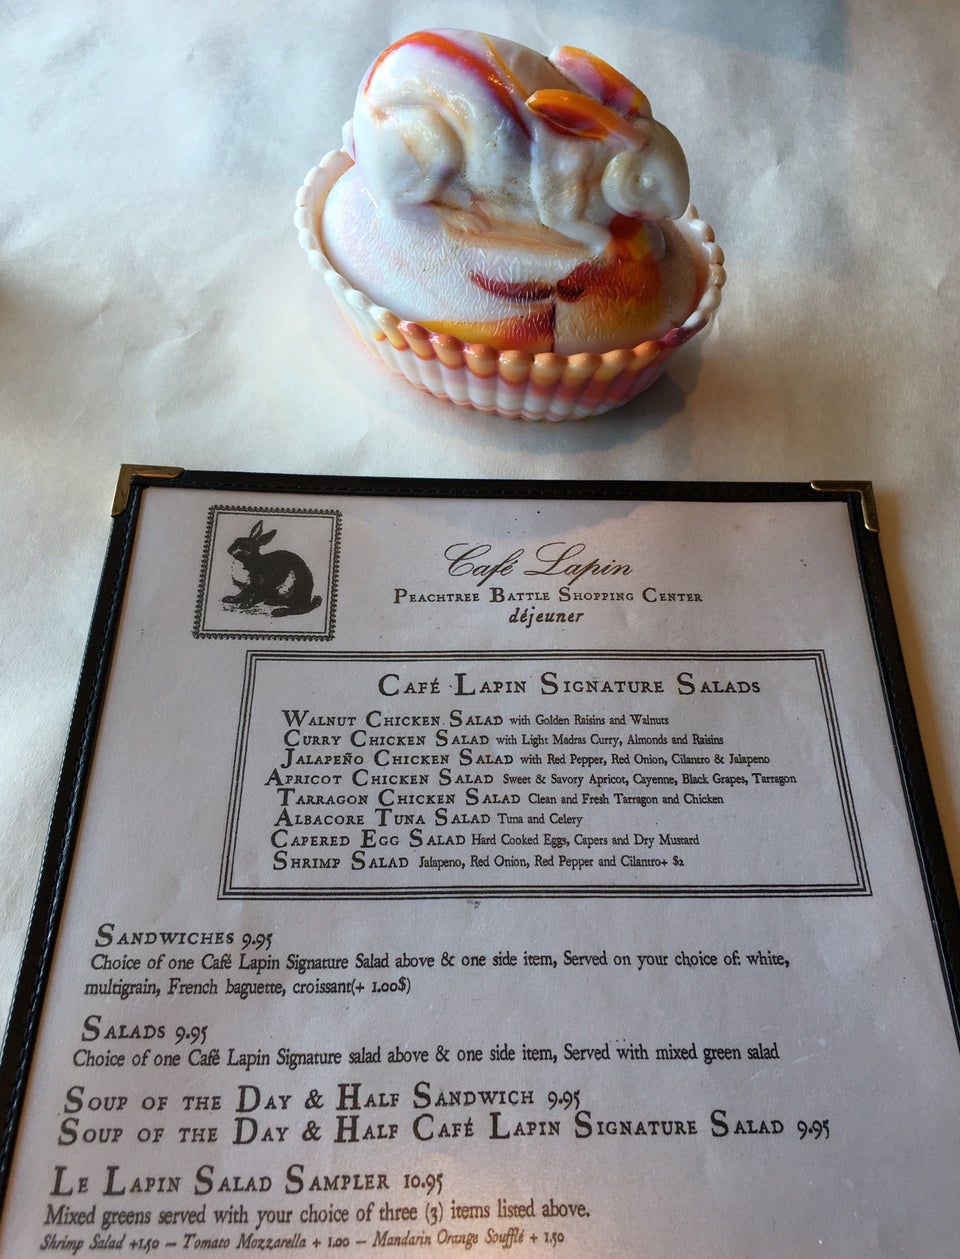 Café Lapin
Peachtree Battle Shopping Center
déjeuner
Café Lapin Signature Salads
Walnut Chicken Salad with Golden Raisins and Walnuts
Curry Chicken Salad with Light Madras Curry, Almonds and Raisins
Jalapeño Chicken Salad with Red Pepper, Red Onion, Cilantro & Jalapeno
Apricot Chicken Salad Sweet & Savory Apricot, Cayenne, Black Grapes, Tarragon
Tarragon Chicken Salad Clean and Fresh Tarragon and Chicken
Albacore Tuna Salad Tuna and Celery
Capered Egg Salad Hard Cooked Eggs, Capers and Dry Mustard
Shrimp Salad Jalapeno, Red Onion, Red Pepper and Cilantro+ $2
Sandwiches 9.95
Choice of one Café Lapin Signature Salad above & one side item, Served on your choice of: white,
multigrain, French baguette, croissant(+ 1.00$)
Salads 9.95
Choice of one Café Lapin Signature salad above & one side item, Served with mixed green salad
Soup of the Day & Half Sandwich 9.95
Soup of the Day & Half Café Lapin Signature Salad 9.95
Le Lapin Salad Sampler 10.95
Mixed greens served with your choice of three (3) items listed above.
Shrimp Salad +1.50 – Tomato Mozzarella + 1.00 – Mandarin Orange Soufflé + 1.50